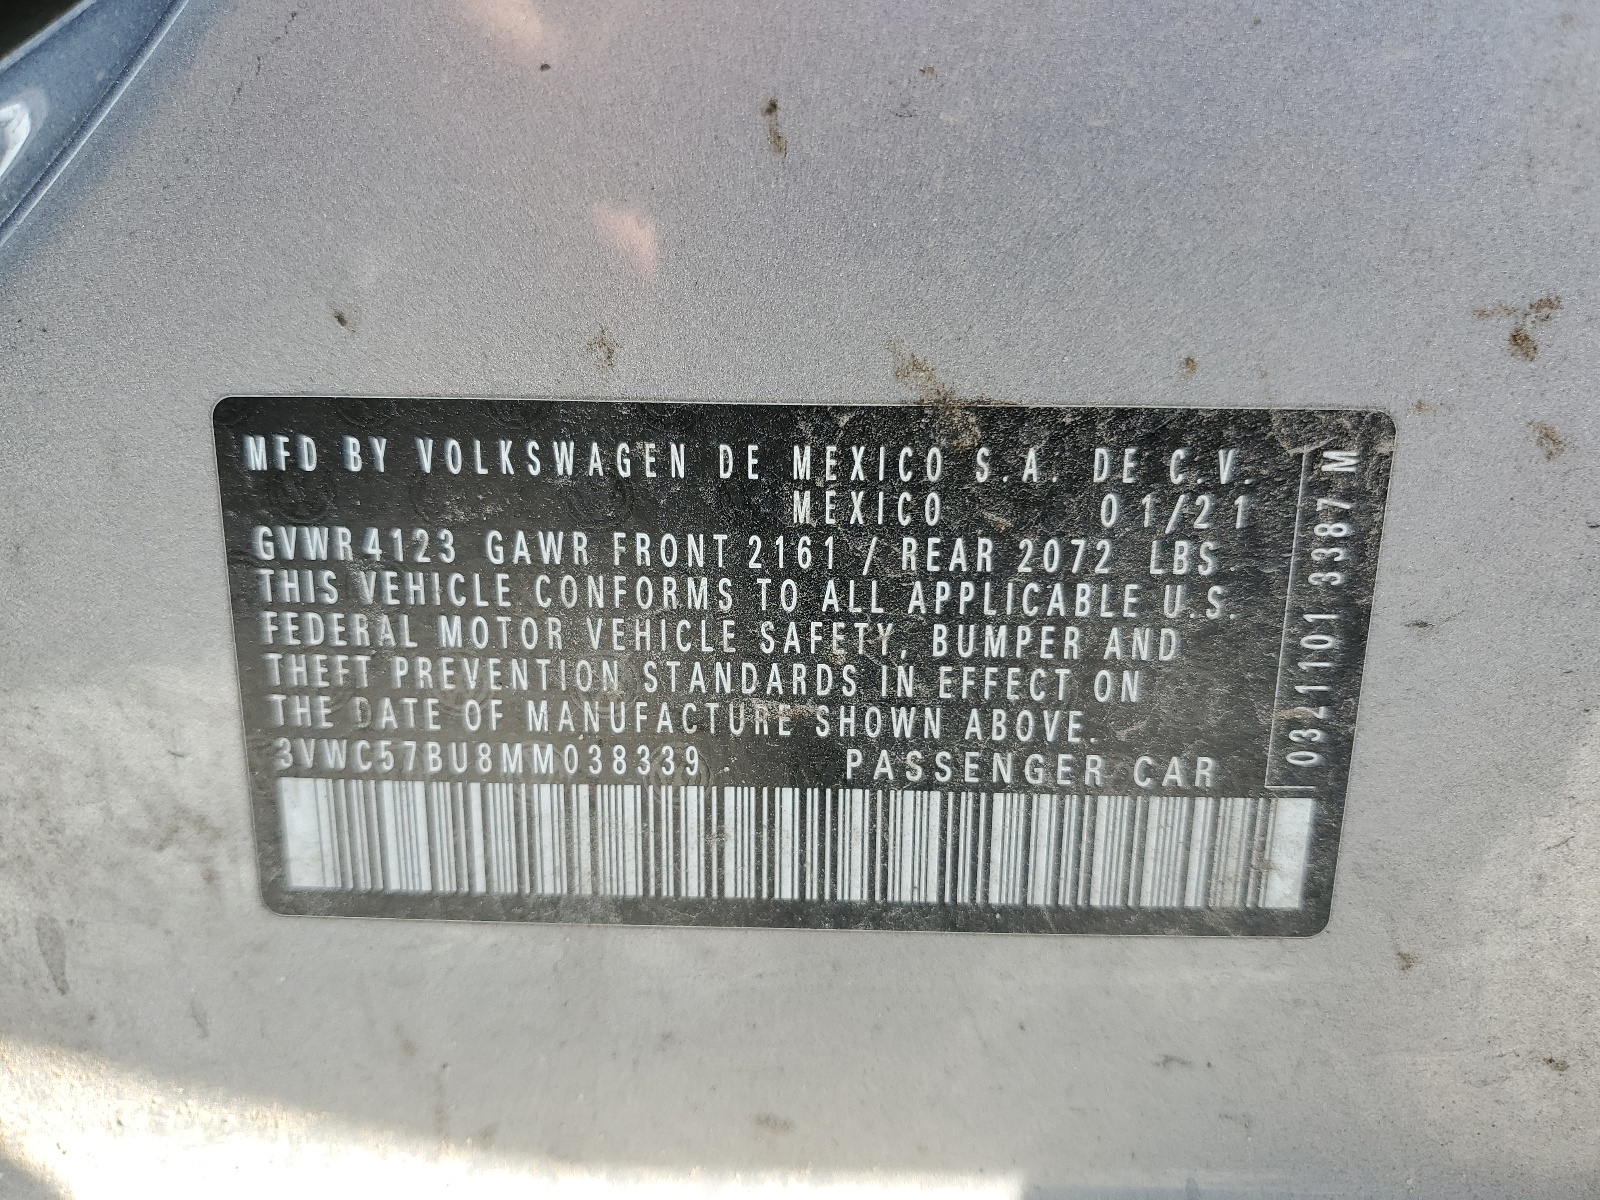 MFD BY VOLKSWAGEN DE MEXICO S.A. DE C.V.
MEXICO 01/21
GVWR 4123 GAWR FRONT 2161 / REAR 2072 LBS.
THIS VEHICLE CONFORMS TO ALL APPLICABLE U.S.
FEDERAL MOTOR VEHICLE SAFETY, BUMPER AND
THEFT PREVENTION STANDARDS IN EFFECT ON
THE DATE OF MANUFACTURE SHOWN ABOVE.
3VWC57BU8MM038339 PASSENGER CAR
0321101 3387 M